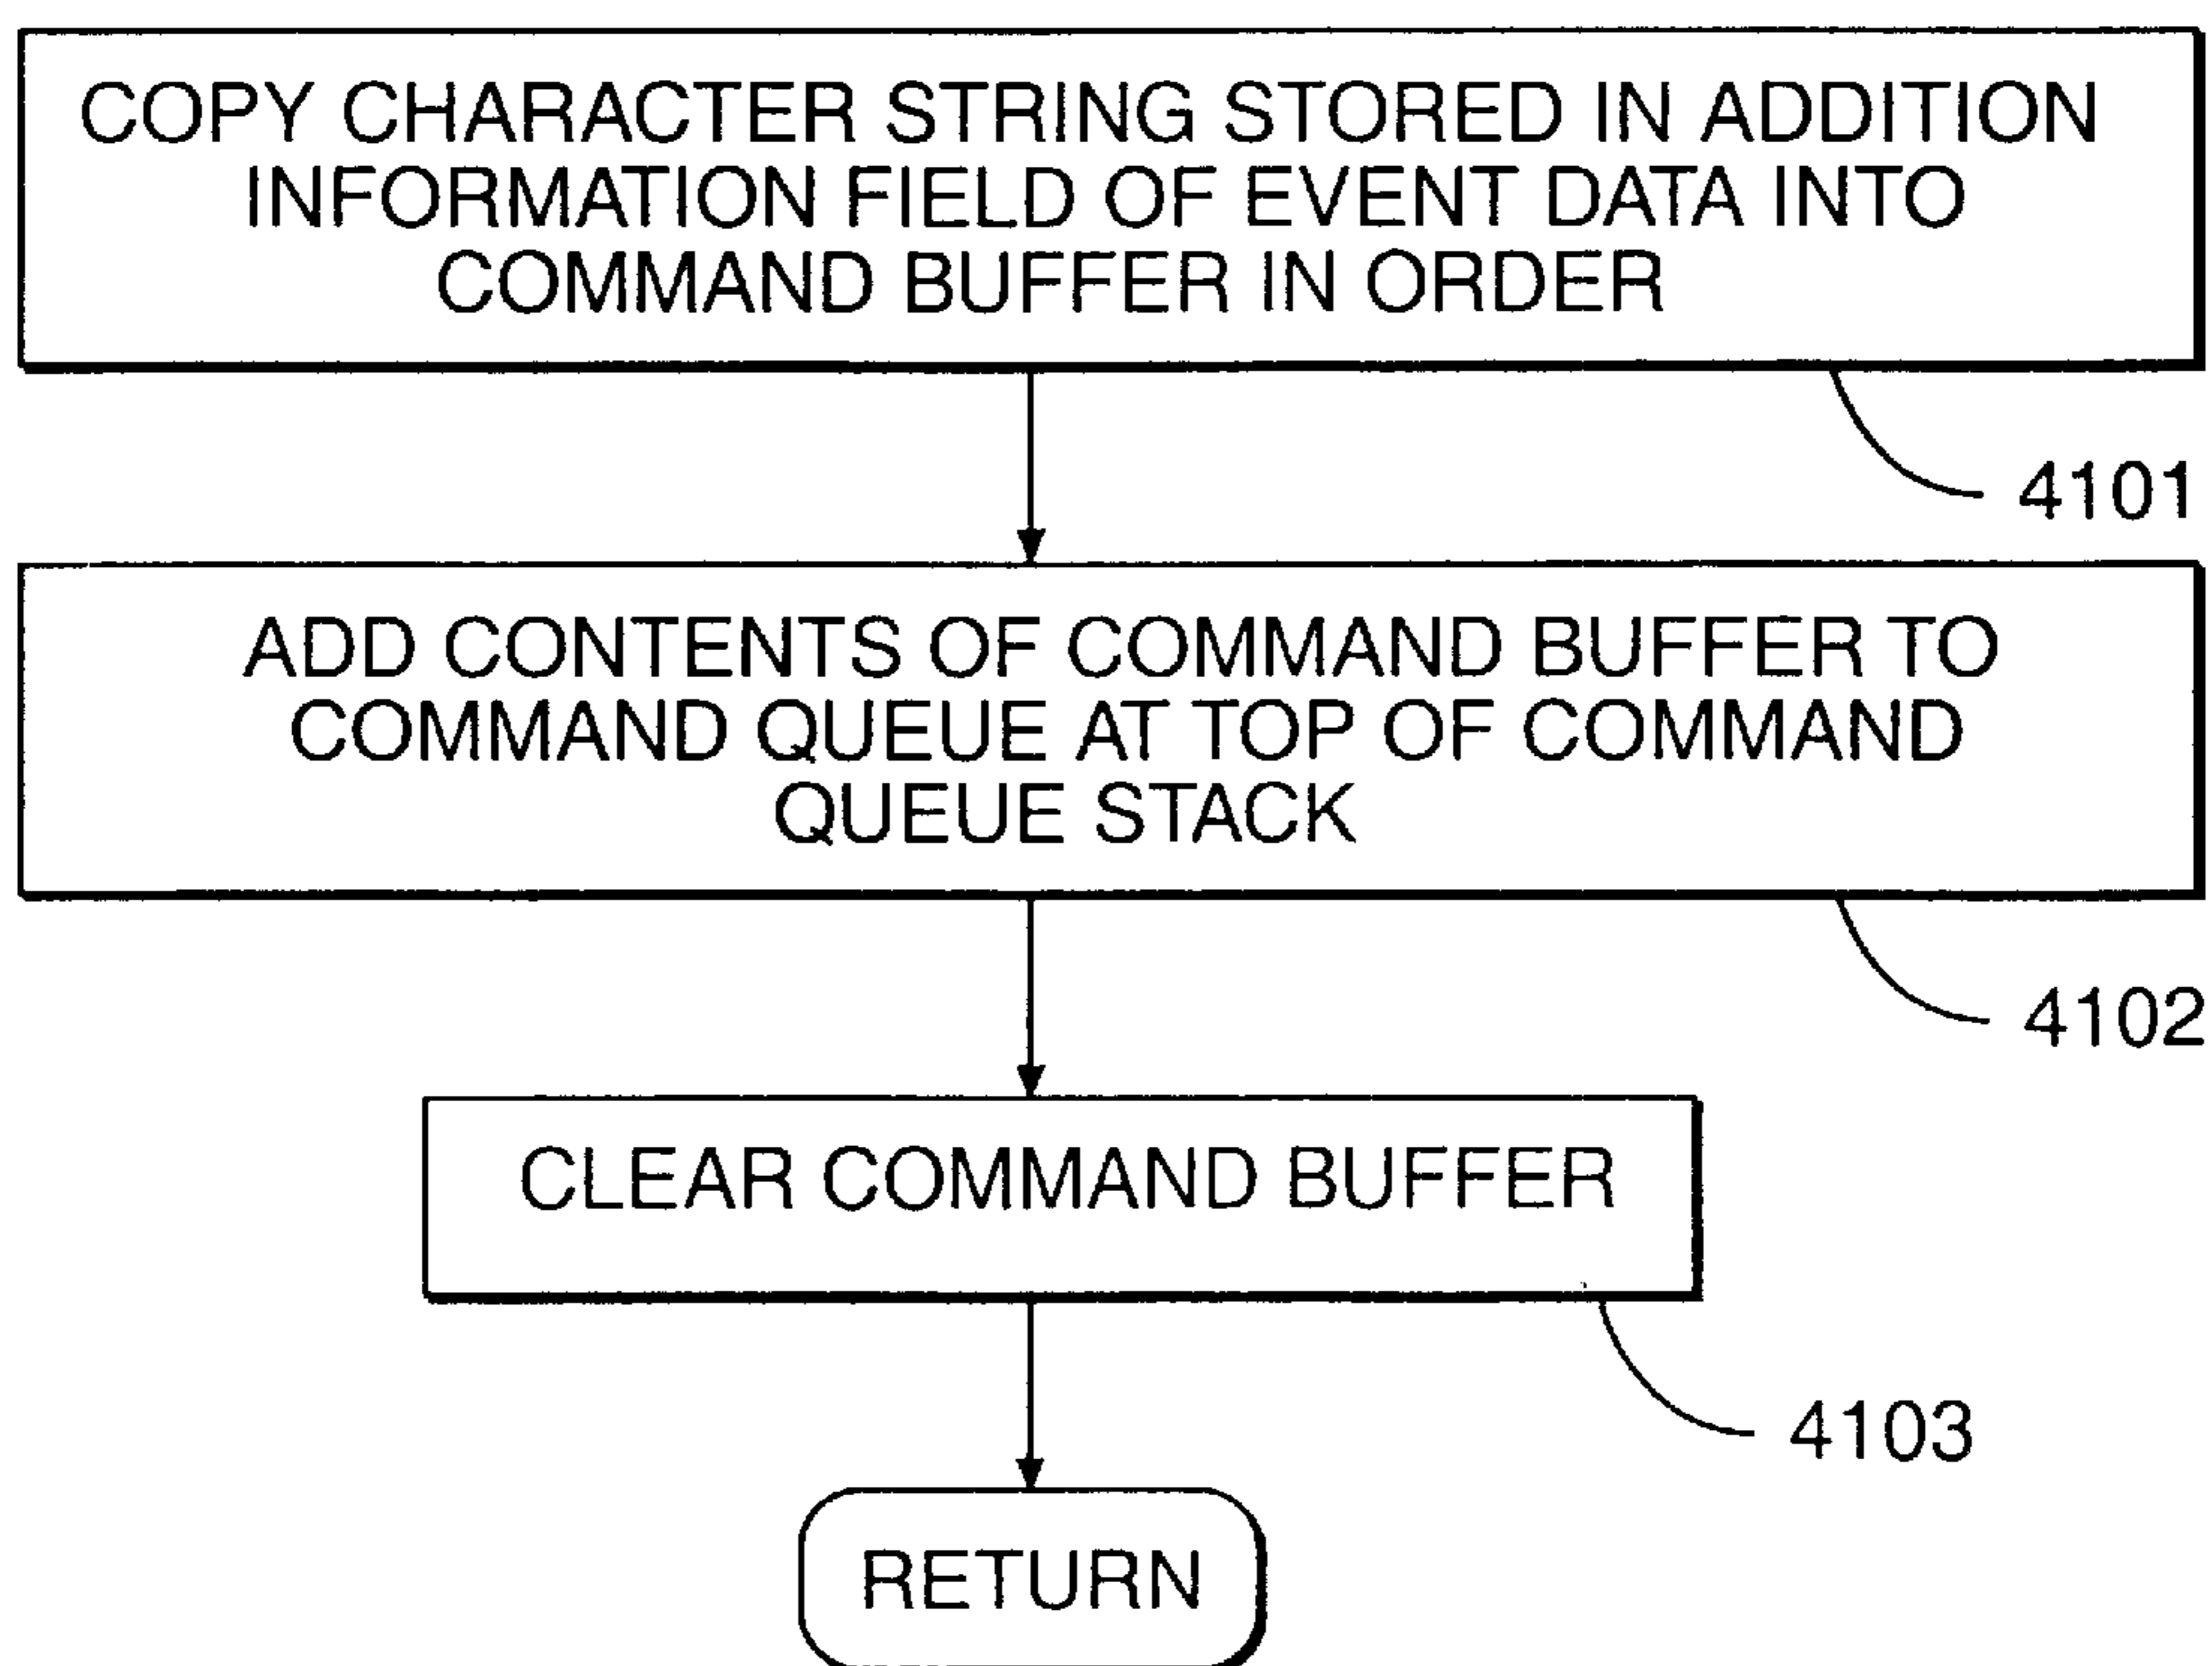 COPY CHARACTER STRING STORED IN ADDITION
INFORMATION FIELD OF EVENT DATA INTO
COMMAND BUFFER IN ORDER
4101
ADD CONTENTS OF COMMAND BUFFER TO
COMMAND QUEUE AT TOP OF COMMAND
QUEUE STACK
4102
CLEAR COMMAND BUFFER
4103
RETURN